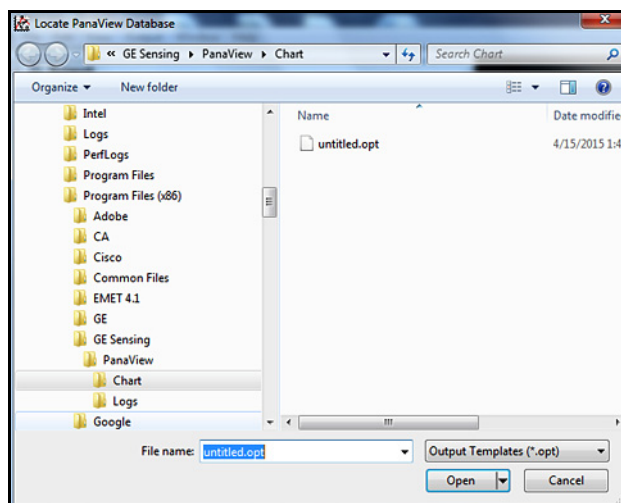 Locate PanaView Database
« GE Sensing PanaView Chart
Search Chart
Organize
New folder
Intel
Logs
PerfLogs
Program Files
Program Files (x86)
Adobe
CA
Cisco
Common Files
EMET 4.1
GE
GE Sensing
PanaView
Chart
Logs
Google
Name
Date modifie
untitled.opt
4/15/2015 1:4
File name:
untitled.opt
Output Templates (*.opt)
Open
Cancel